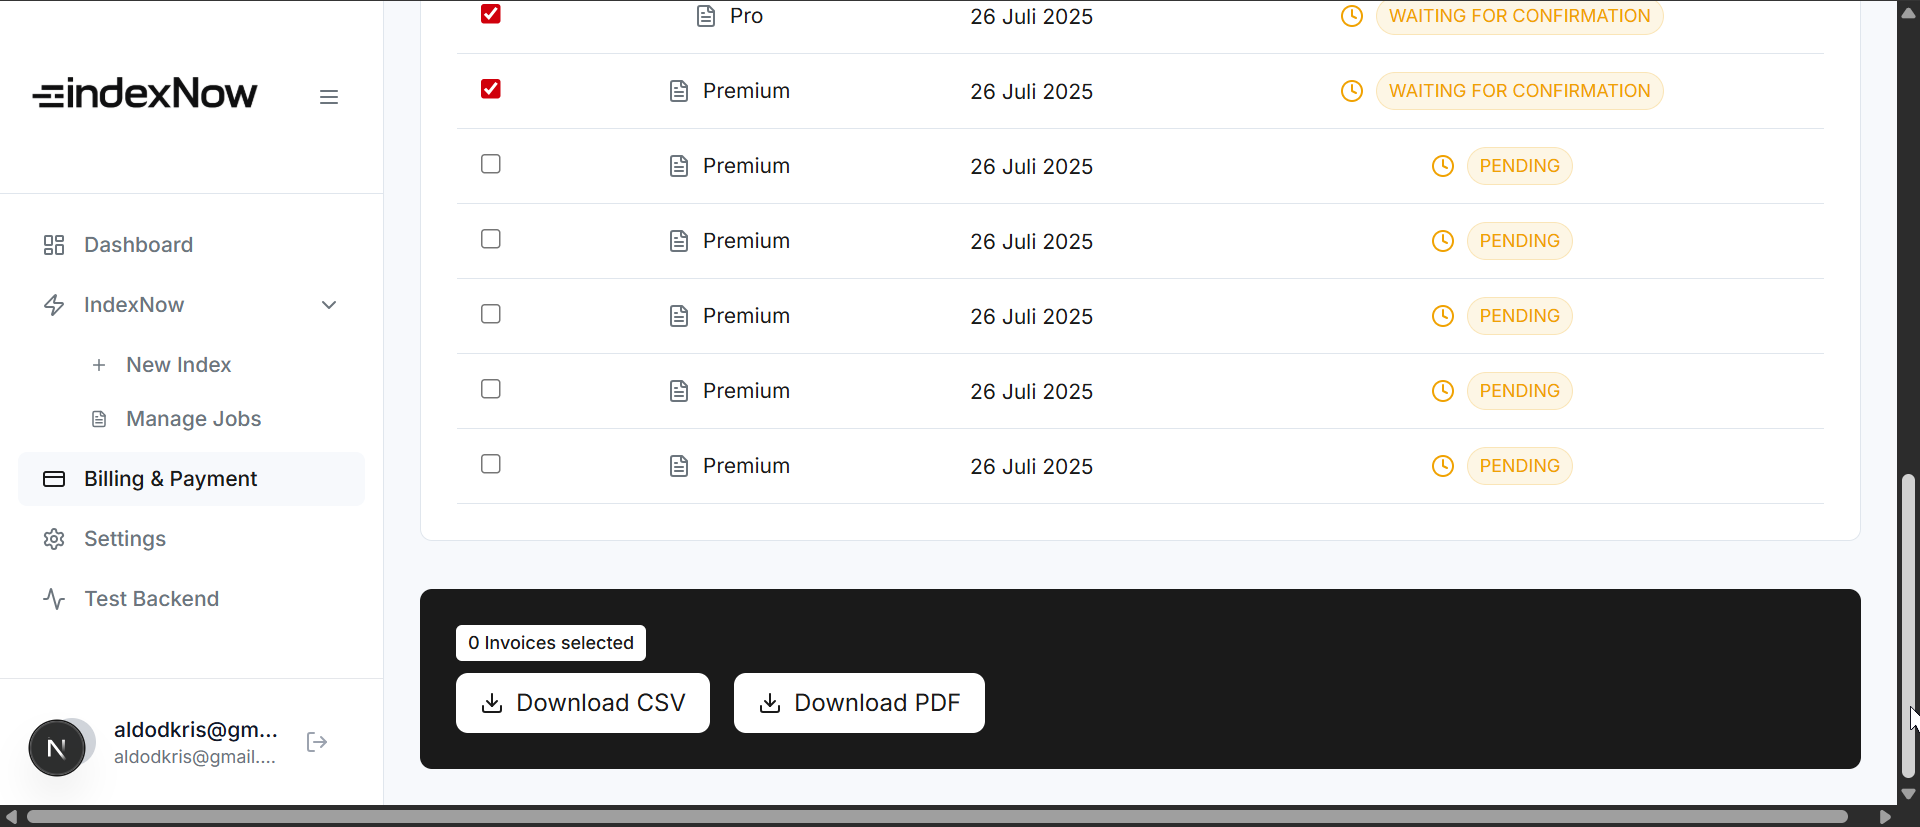 indexNow
Dashboard
IndexNow
New Index
Manage Jobs
Billing & Payment
Settings
Test Backend
N
aldodkris@gm...
aldodkris@gmail....
Pro 26 Juli 2025 WAITING FOR CONFIRMATION
Premium 26 Juli 2025 WAITING FOR CONFIRMATION
Premium 26 Juli 2025 PENDING
Premium 26 Juli 2025 PENDING
Premium 26 Juli 2025 PENDING
Premium 26 Juli 2025 PENDING
Premium 26 Juli 2025 PENDING
0 Invoices selected
Download CSV Download PDF